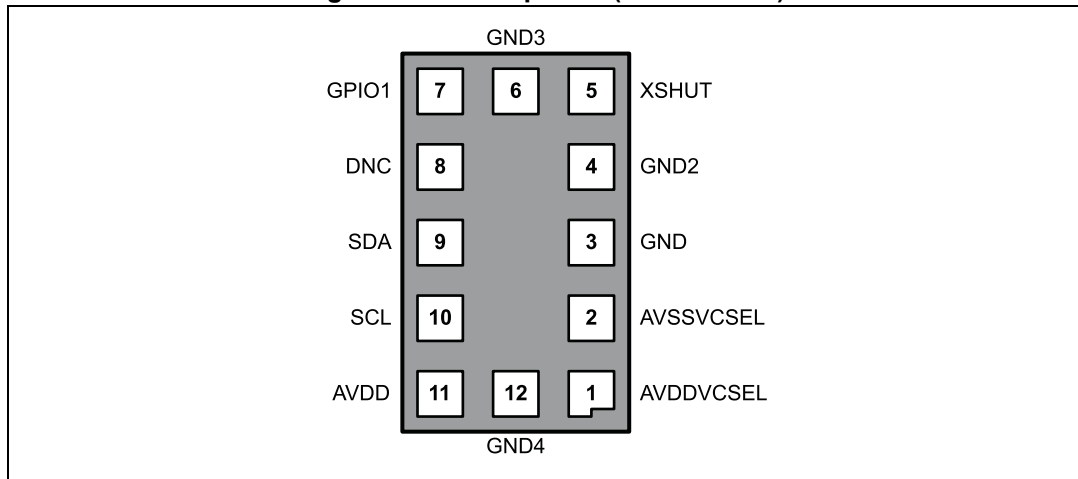 GND3
GPIO1 7 6 5 XSHUT
DNC 8 4 GND2
SDA 9 3 GND
SCL 10 2 AVSSVCSEL
AVDD 11 12 1 AVDDVCSEL
GND4